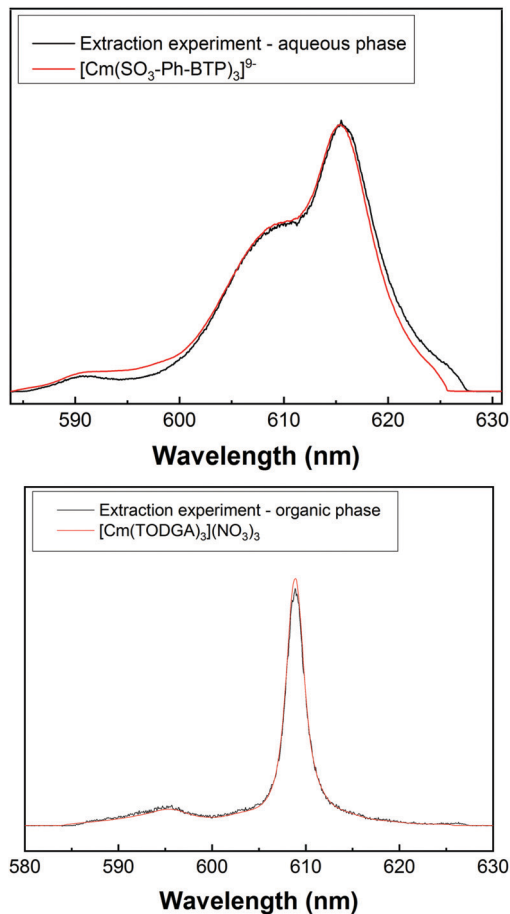 Extraction experiment - aqueous phase
[Cm(SO₃-Ph-BTP)₃]⁹⁻
590 600 610 620 630
Wavelength (nm)
Extraction experiment - organic phase
[Cm(TODGA)₃](NO₃)₃
580 590 600 610 620 630
Wavelength (nm)